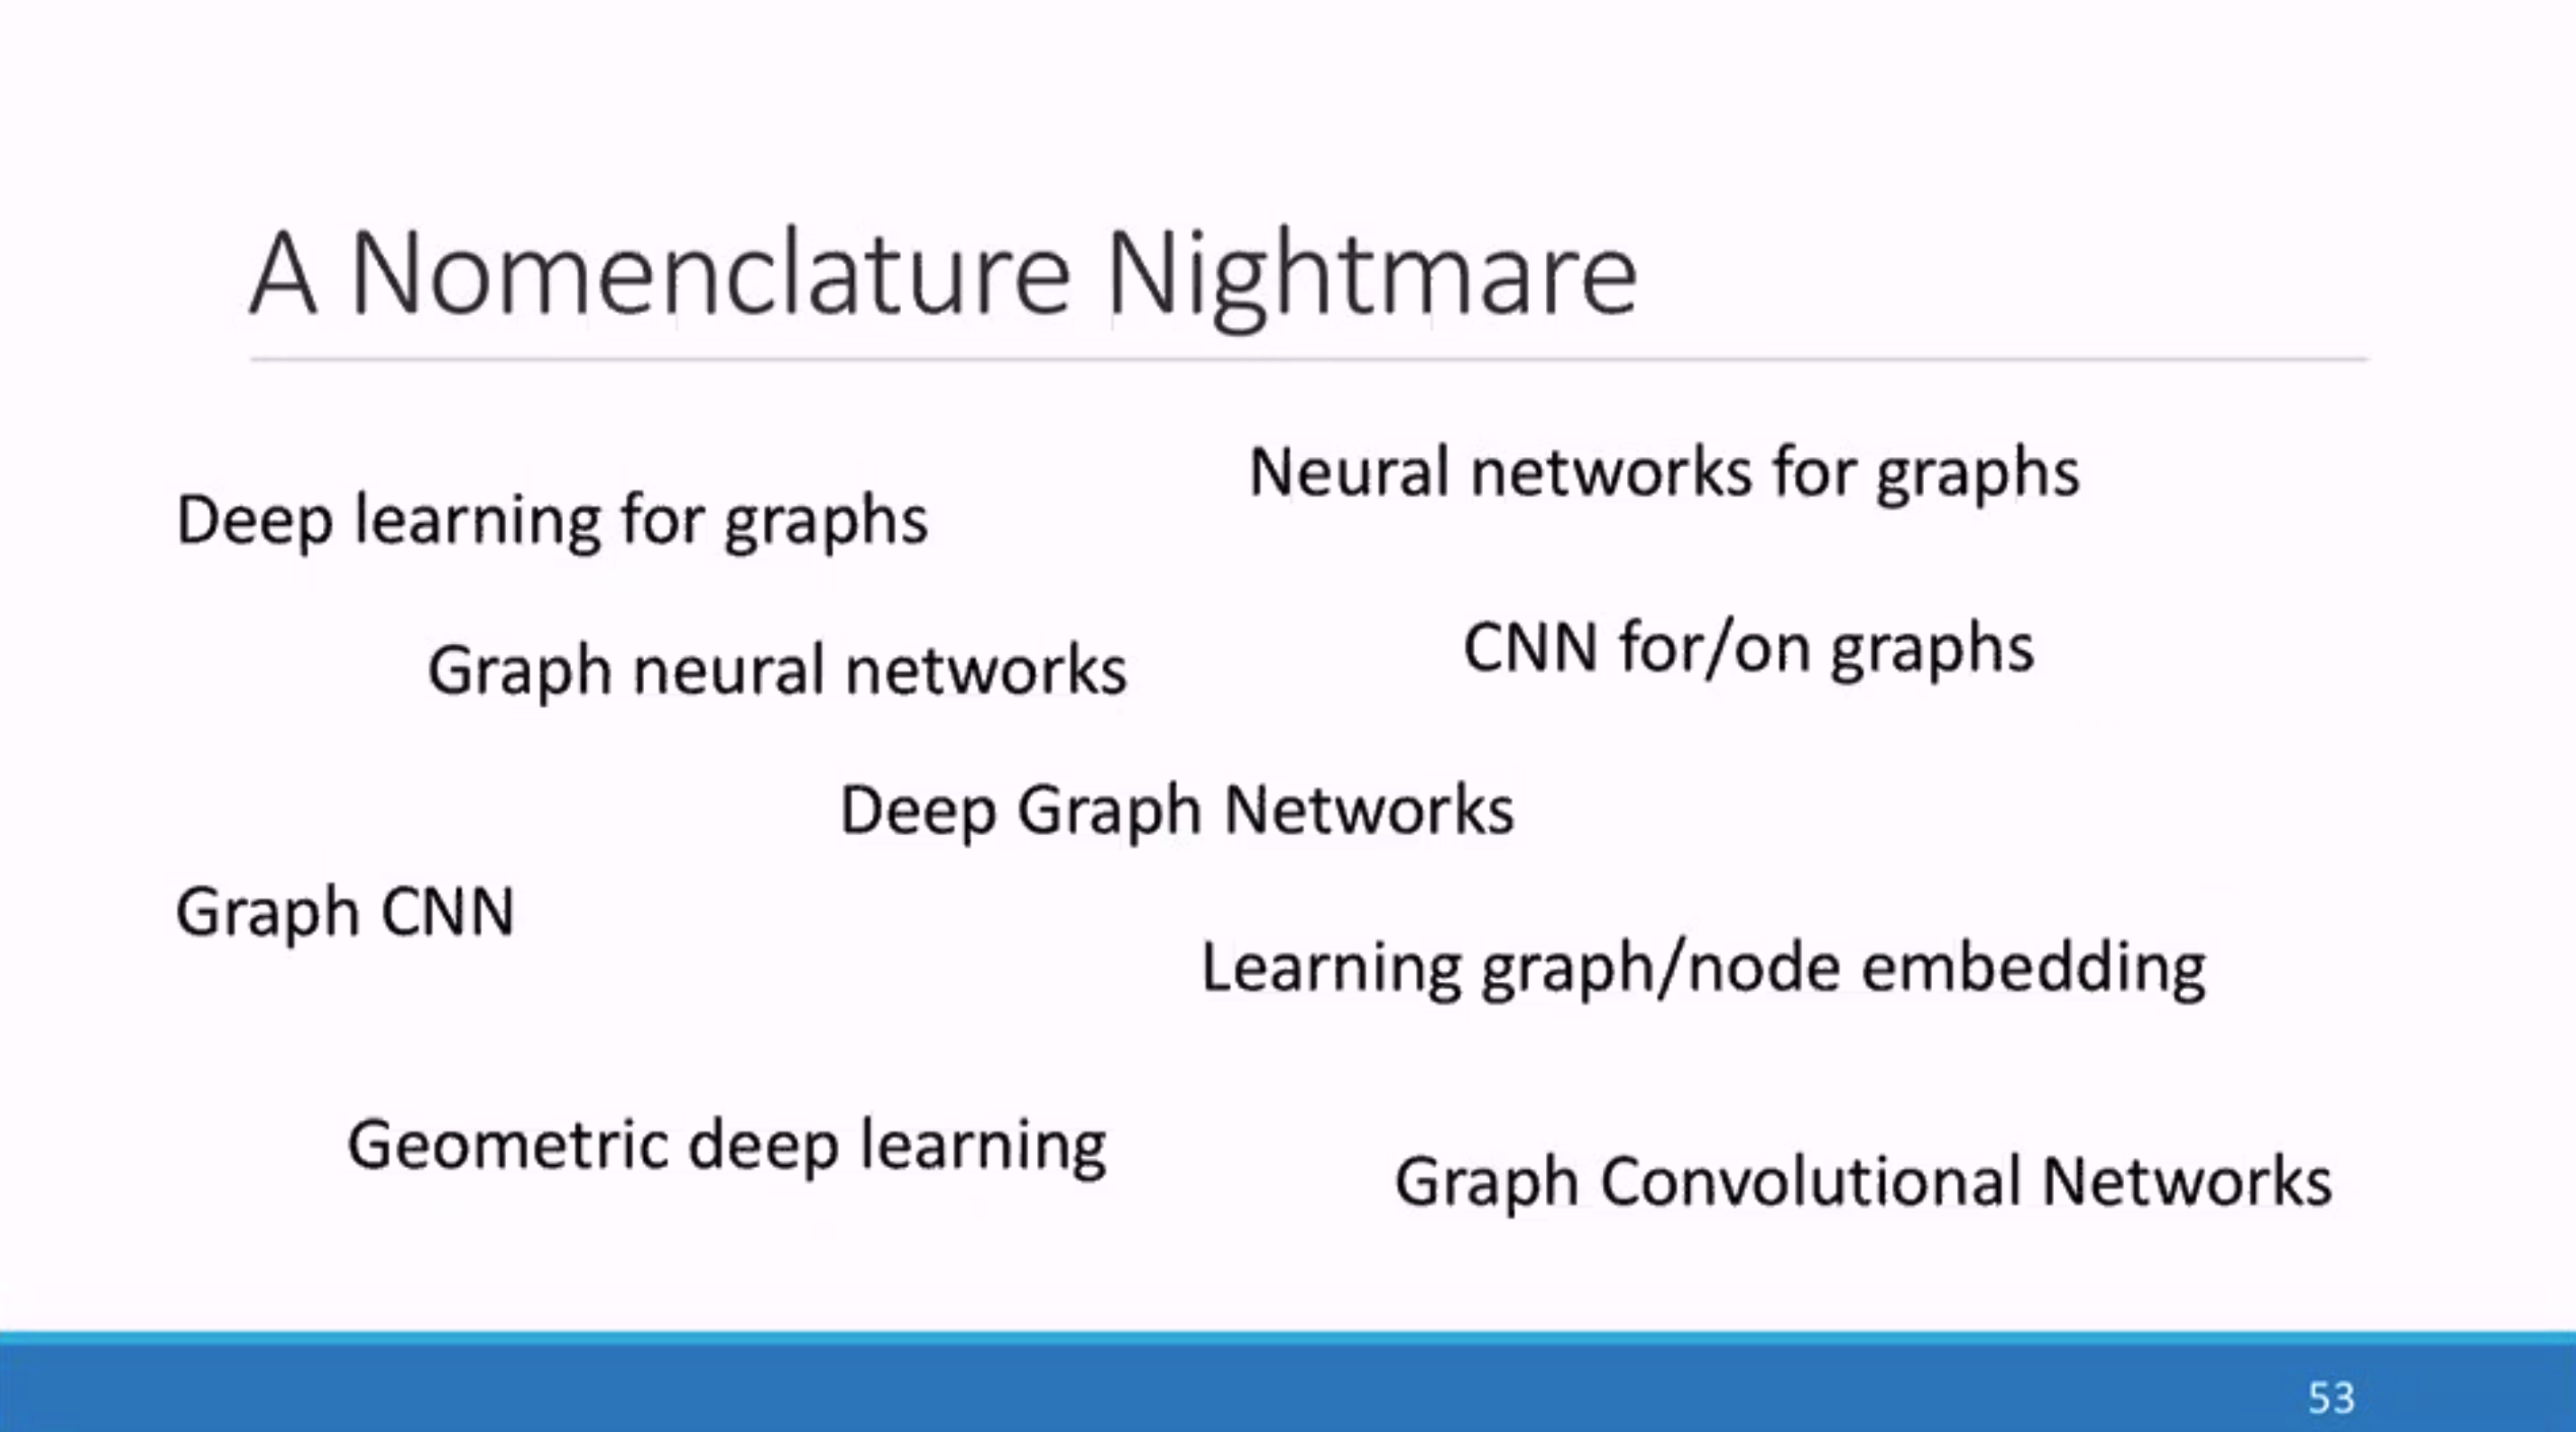 A Nomenclature Nightmare
Neural networks for graphs
Deep learning for graphs
CNN for/on graphs
Graph neural networks
Deep Graph Networks
Graph CNN
Learning graph/node embedding
Geometric deep learning
Graph Convolutional Networks
53